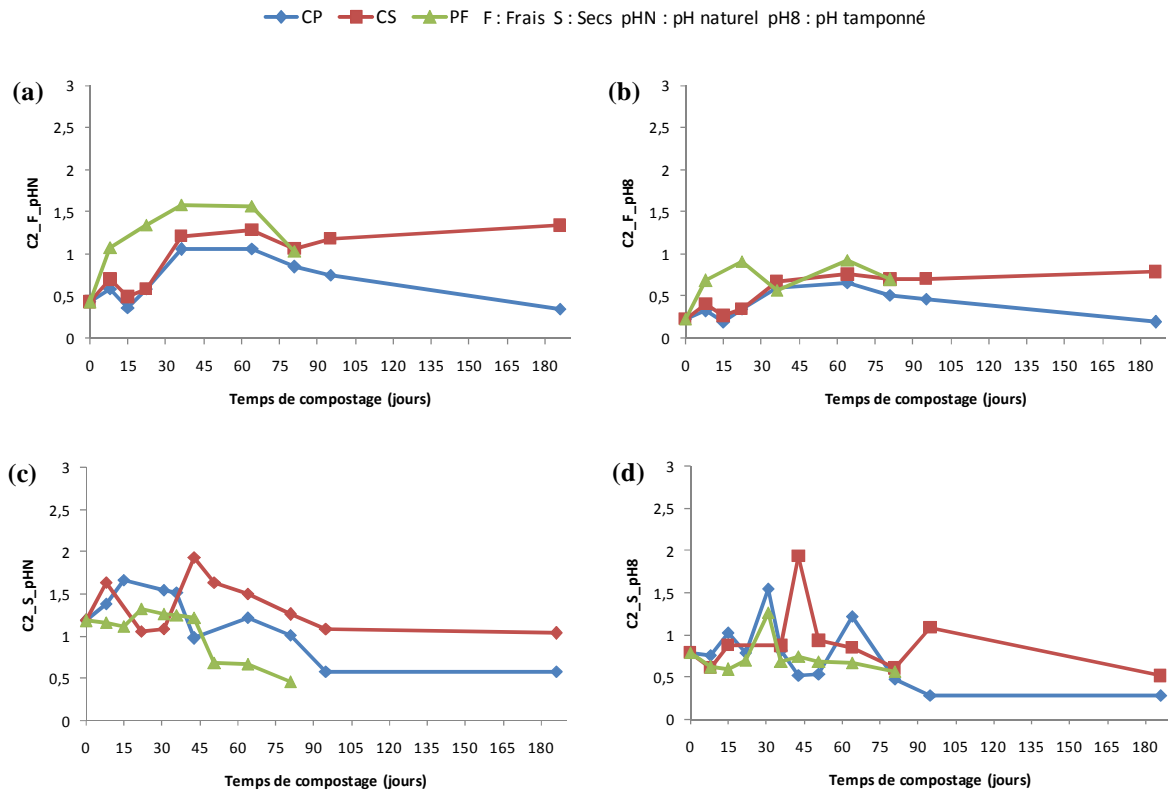 CP CS PF F : Frais S : Secs pHN : pH naturel pH8 : pH tamponné
(a)
3
2,5
2
1,5
1
0,5
0
C2_F_pHN
0 15 30 45 60 75 90 105 120 135 150 165 180
Temps de compostage (jours)
(b)
3
2,5
2
1,5
1
0,5
0
C2_F_pH8
0 15 30 45 60 75 90 105 120 135 150 165 180
Temps de compostage (jours)
(c)
3
2,5
2
1,5
1
0,5
0
C2_S_pHN
0 15 30 45 60 75 90 105 120 135 150 165 180
Temps de compostage (jours)
(d)
3
2,5
2
1,5
1
0,5
0
C2_S_pH8
0 15 30 45 60 75 90 105 120 135 150 165 180
Temps de compostage (jours)